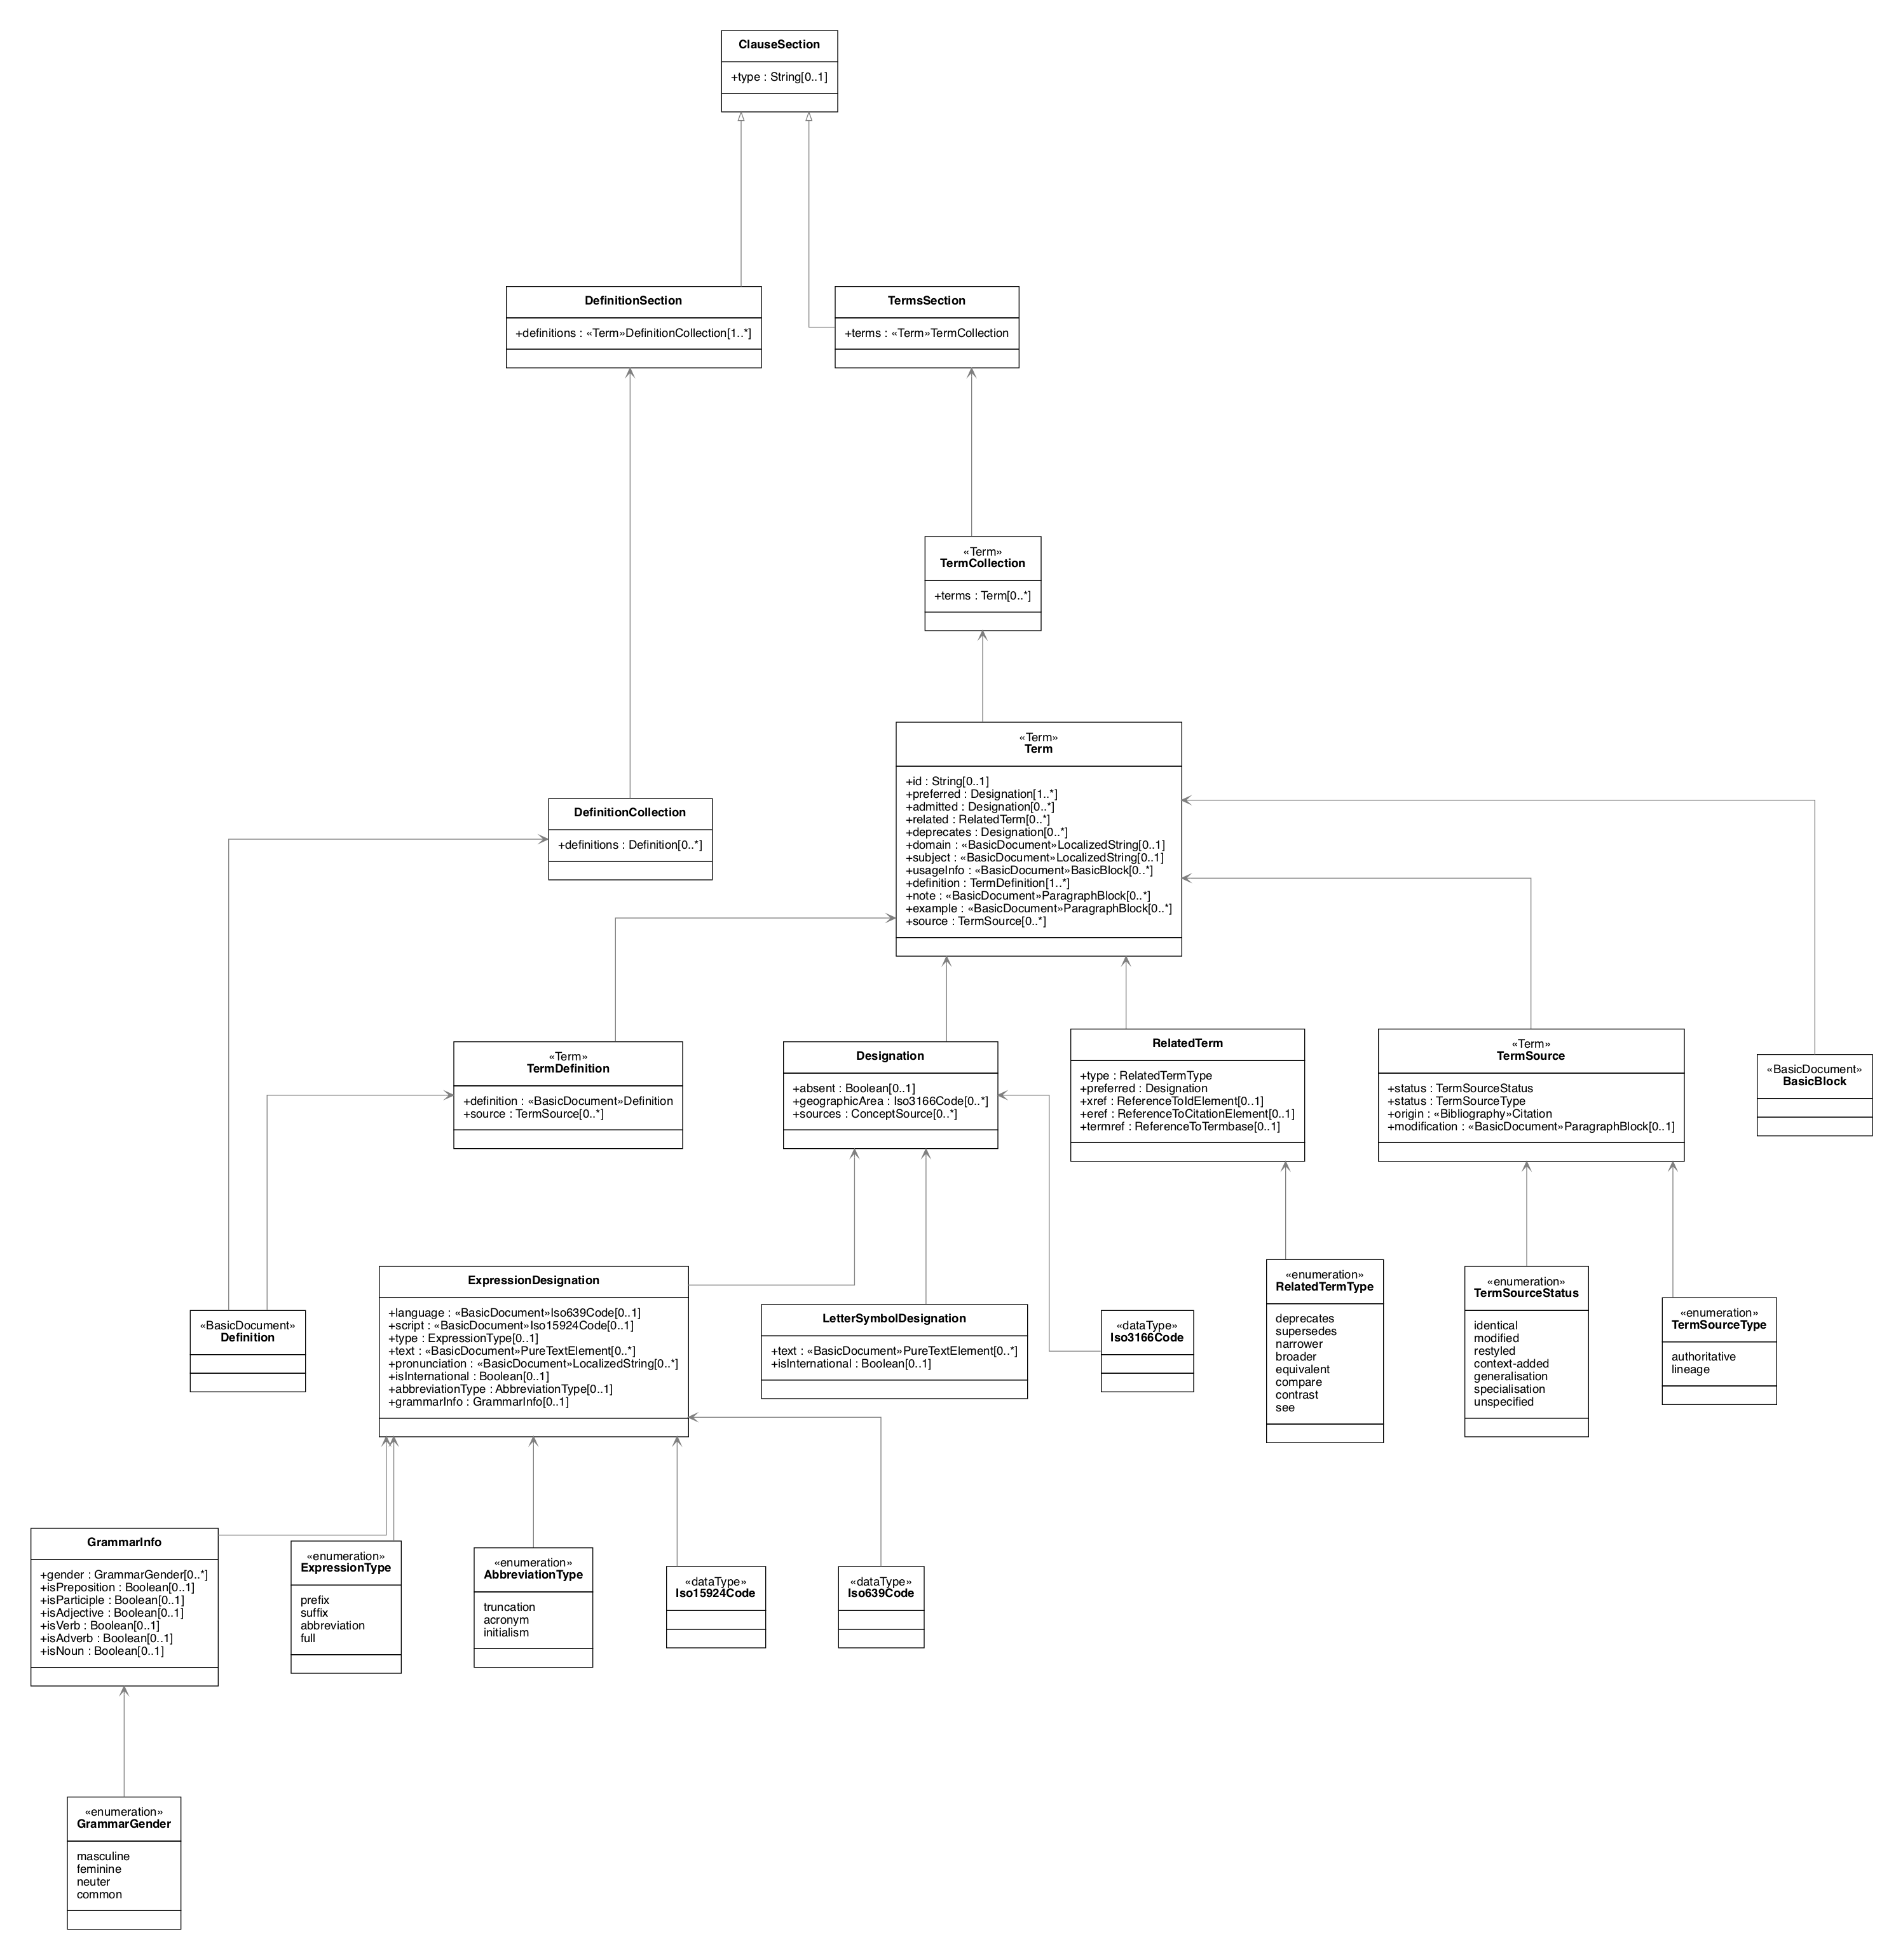 ClauseSection
+type : String[0..1]
DefinitionSection
+definitions : «Term»DefinitionCollection[1..*]
TermsSection
+terms : «Term»TermCollection
«Term»
TermCollection
+terms : Term[0..*]
«Term»
Term
+id : String[0..1]
+preferred : Designation[1..*]
+admitted : Designation[0..*]
+related : RelatedTerm[0..*]
+deprecates : Designation[0..*]
+domain : «BasicDocument»LocalizedString[0..1]
+subject : «BasicDocument»LocalizedString[0..1]
+usageInfo : «BasicDocument»BasicBlock[0..*]
+definition : TermDefinition[1..*]
+note : «BasicDocument»ParagraphBlock[0..*]
+example : «BasicDocument»ParagraphBlock[0..*]
+source : TermSource[0..*]
DefinitionCollection
+definitions : Definition[0..*]
«Term»
TermDefinition
+definition : «BasicDocument»Definition
+source : TermSource[0..*]
Designation
+absent : Boolean[0..1]
+geographicArea : Iso3166Code[0..*]
+sources : ConceptSource[0..*]
RelatedTerm
+type : RelatedTermType
+preferred : Designation
+xref : ReferenceToIdElement[0..1]
+eref : ReferenceToCitationElement[0..1]
+termref : ReferenceToTermbase[0..1]
«Term»
TermSource
+status : TermSourceStatus
+status : TermSourceType
+origin : «Bibliography»Citation
+modification : «BasicDocument»ParagraphBlock[0..1]
«BasicDocument»
BasicBlock
«BasicDocument»
Definition
ExpressionDesignation
+language : «BasicDocument»Iso639Code[0..1]
+script : «BasicDocument»Iso15924Code[0..1]
+type : ExpressionType[0..1]
+text : «BasicDocument»PureTextElement[0..*]
+pronunciation : «BasicDocument»LocalizedString[0..*]
+isInternational : Boolean[0..1]
+abbreviationType : AbbreviationType[0..1]
+grammarInfo : GrammarInfo[0..1]
LetterSymbolDesignation
+text : «BasicDocument»PureTextElement[0..*]
+isInternational : Boolean[0..1]
«dataType»
Iso3166Code
«enumeration»
RelatedTermType
deprecates
supersedes
narrower
broader
equivalent
compare
contrast
see
«enumeration»
TermSourceStatus
identical
modified
restyled
context-added
generalisation
specialisation
unspecified
«enumeration»
TermSourceType
authoritative
lineage
GrammarInfo
+gender : GrammarGender[0..*]
+isPreposition : Boolean[0..1]
+isParticiple : Boolean[0..1]
+isAdjective : Boolean[0..1]
+isVerb : Boolean[0..1]
+isAdverb : Boolean[0..1]
+isNoun : Boolean[0..1]
«enumeration»
ExpressionType
prefix
suffix
abbreviation
full
«enumeration»
AbbreviationType
truncation
acronym
initialism
«dataType»
Iso15924Code
«dataType»
Iso639Code
«enumeration»
GrammarGender
masculine
feminine
neuter
common